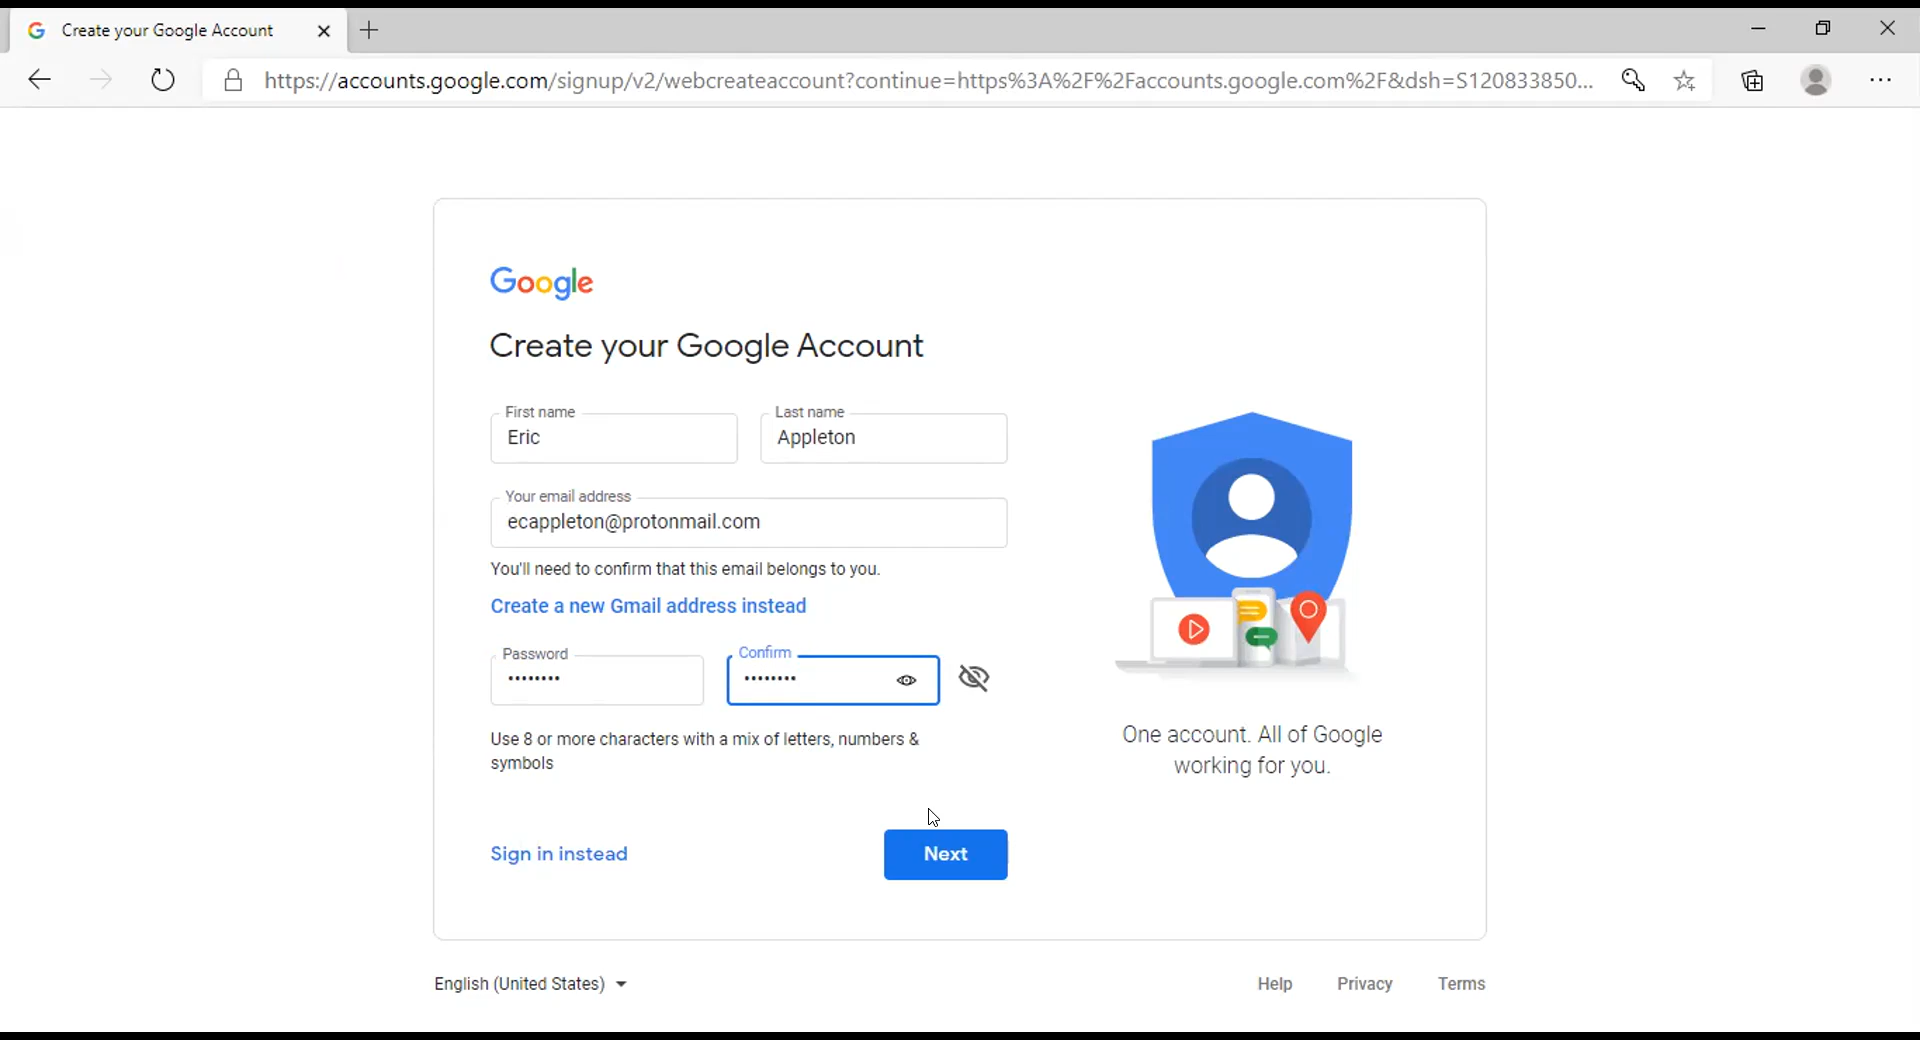 Create your Google Account
https://accounts.google.com/signup/v2/webcreateaccount?continue=https%3A%2F%2Faccounts.google.com%2F&dsh=S120833850...
Google
Create your Google Account
First name
Eric
Last name
Appleton
Your email address
ecappleton@protonmail.com
You'll need to confirm that this email belongs to you.
Create a new Gmail address instead
Password
••••••••
Confirm
••••••••
Use 8 or more characters with a mix of letters, numbers &
symbols
Sign in instead
Next
One account. All of Google
working for you.
English (United States)
Help
Privacy
Terms